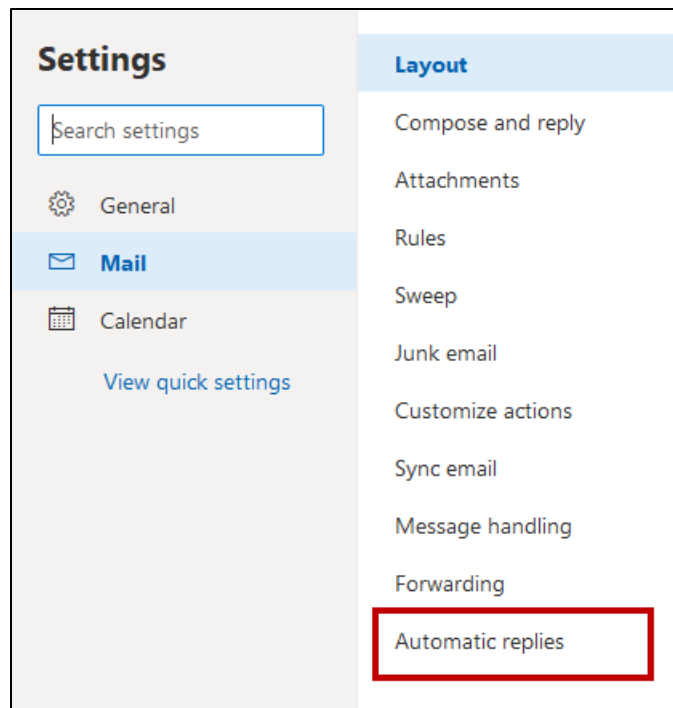 Settings
Search settings
General
Mail
Calendar
View quick settings
Layout
Compose and reply
Attachments
Rules
Sweep
Junk email
Customize actions
Sync email
Message handling
Forwarding
Automatic replies